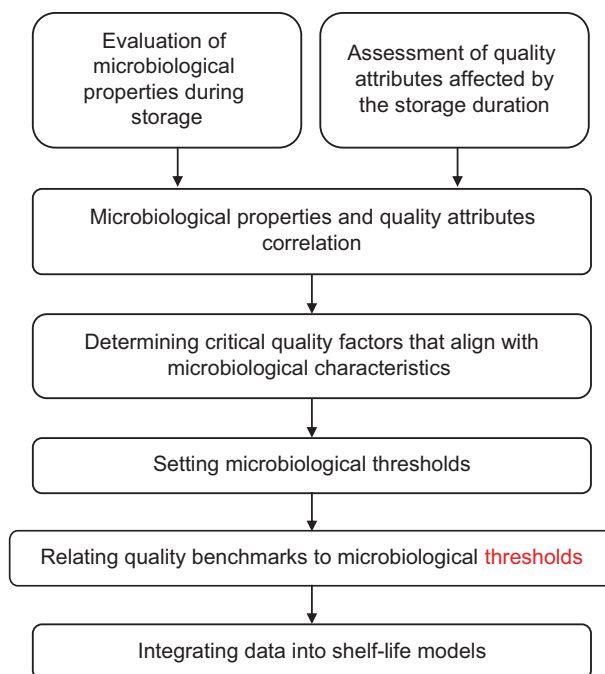 Evaluation of
microbiological
properties during
storage
Assessment of quality
attributes affected by
the storage duration
Microbiological properties and quality attributes
correlation
Determining critical quality factors that align with
microbiological characteristics
Setting microbiological thresholds
Relating quality benchmarks to microbiological thresholds
Integrating data into shelf-life models